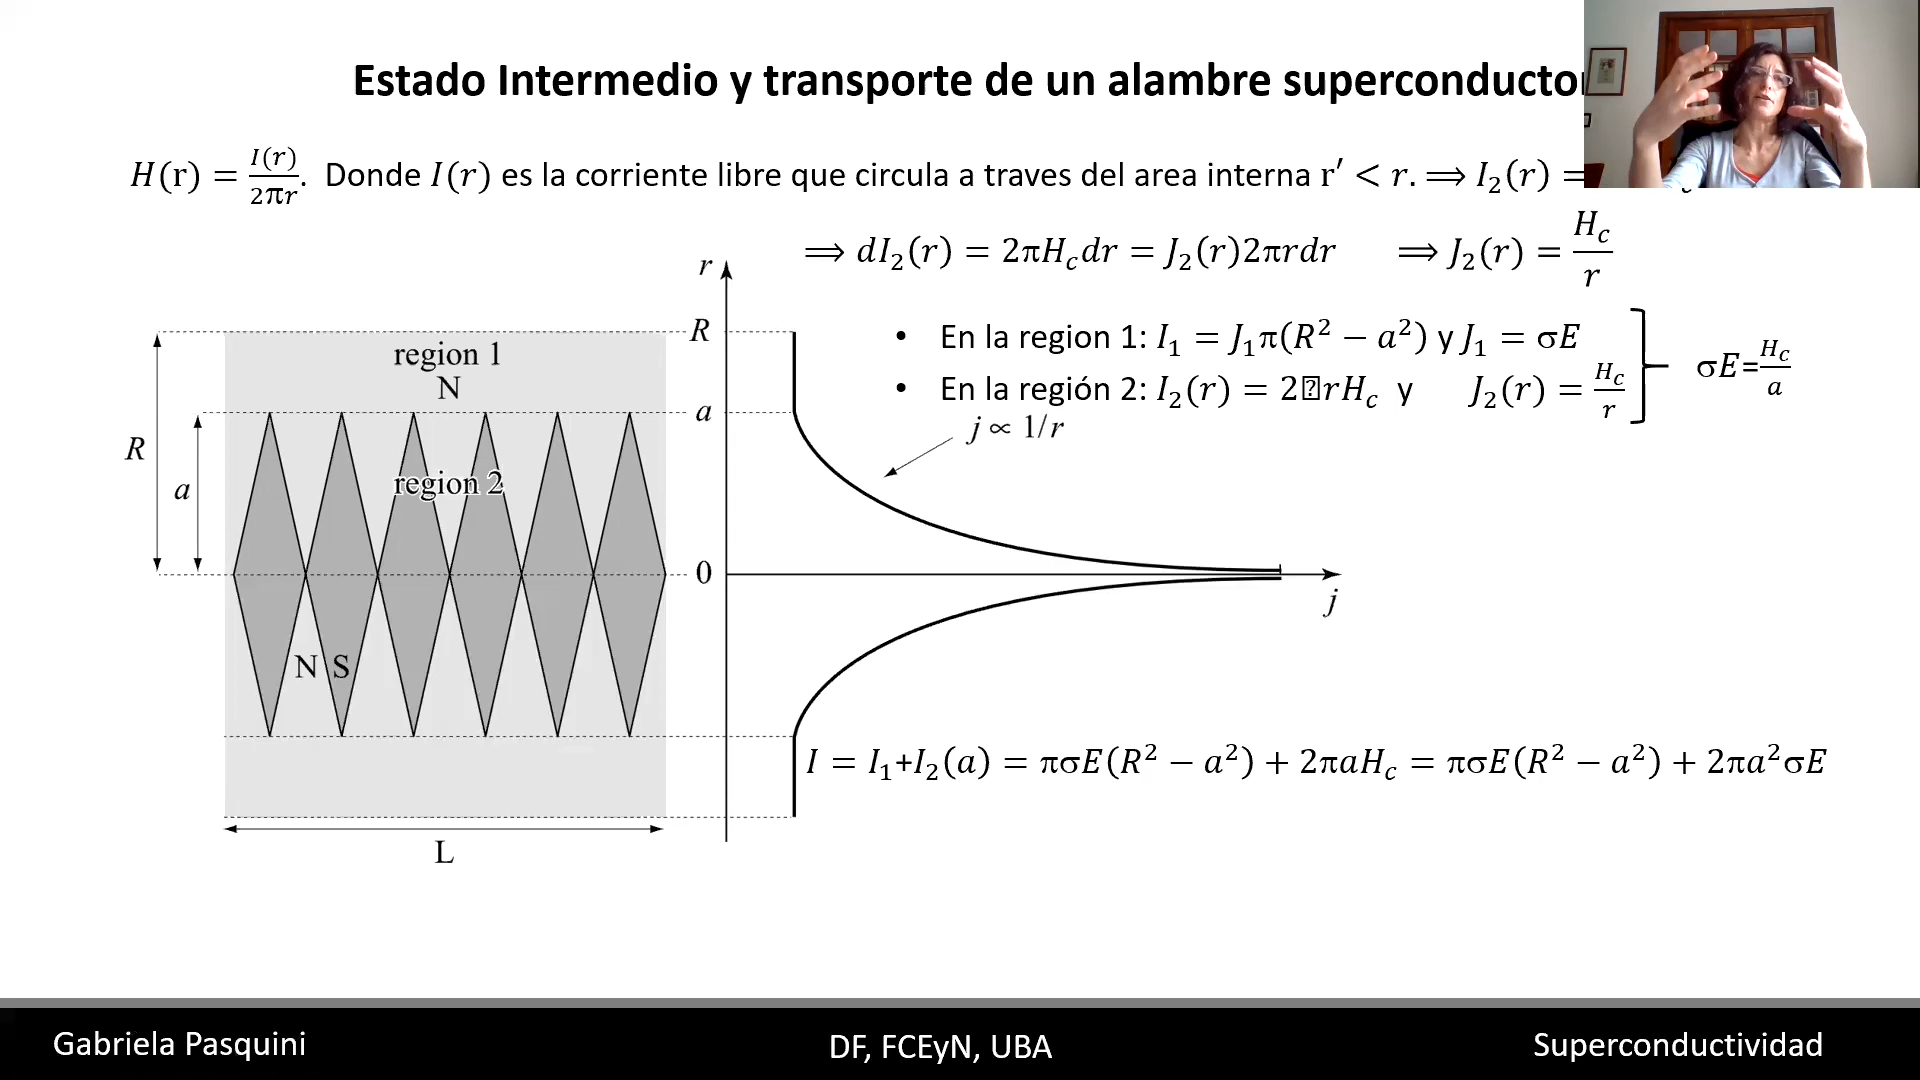 Estado Intermedio y transporte de un alambre superconducto
H(r) = I(r)/2πr. Donde I(r) es la corriente libre que circula a traves del area interna r′ < r. ⟹ I₂(r) =
⟹ dI₂(r) = 2πH_c dr = J₂(r)2πrdr ⟹ J₂(r) = H_c/r
• En la region 1: I₁ = J₁π(R² − a²) y J₁ = σE
• En la región 2: I₂(r) = 2⍰rH_c y J₂(r) = H_c/r
σE=H_c/a
j ∝ 1/r
r
R
a
0
j
region 1
N
R
a
region 2
N S
L
I = I₁+I₂(a) = πσE(R² − a²) + 2πaH_c = πσE(R² − a²) + 2πa²σE
Gabriela Pasquini
DF, FCEyN, UBA
Superconductividad